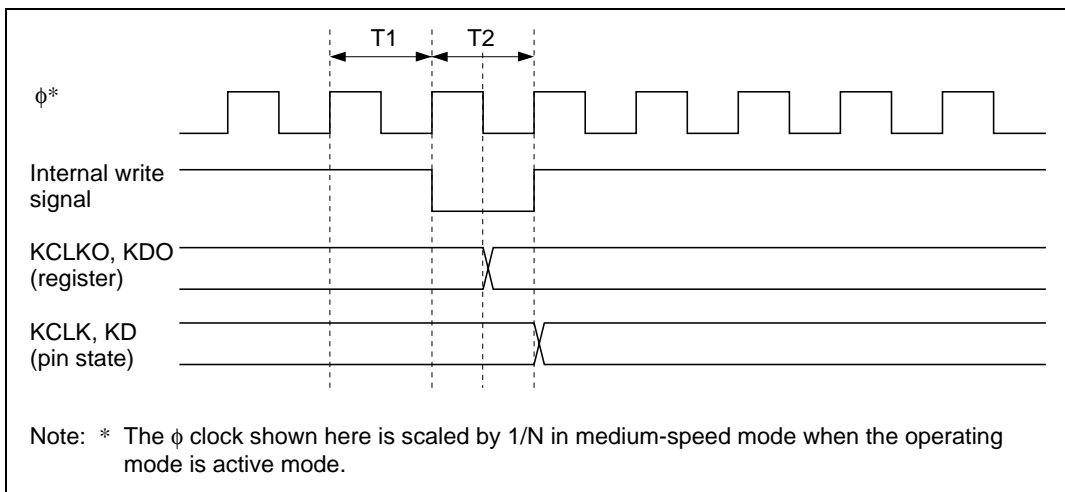 T1 T2
φ*
Internal write
signal
KCLKO, KDO
(register)
KCLK, KD
(pin state)
Note: * The φ clock shown here is scaled by 1/N in medium-speed mode when the operating
mode is active mode.